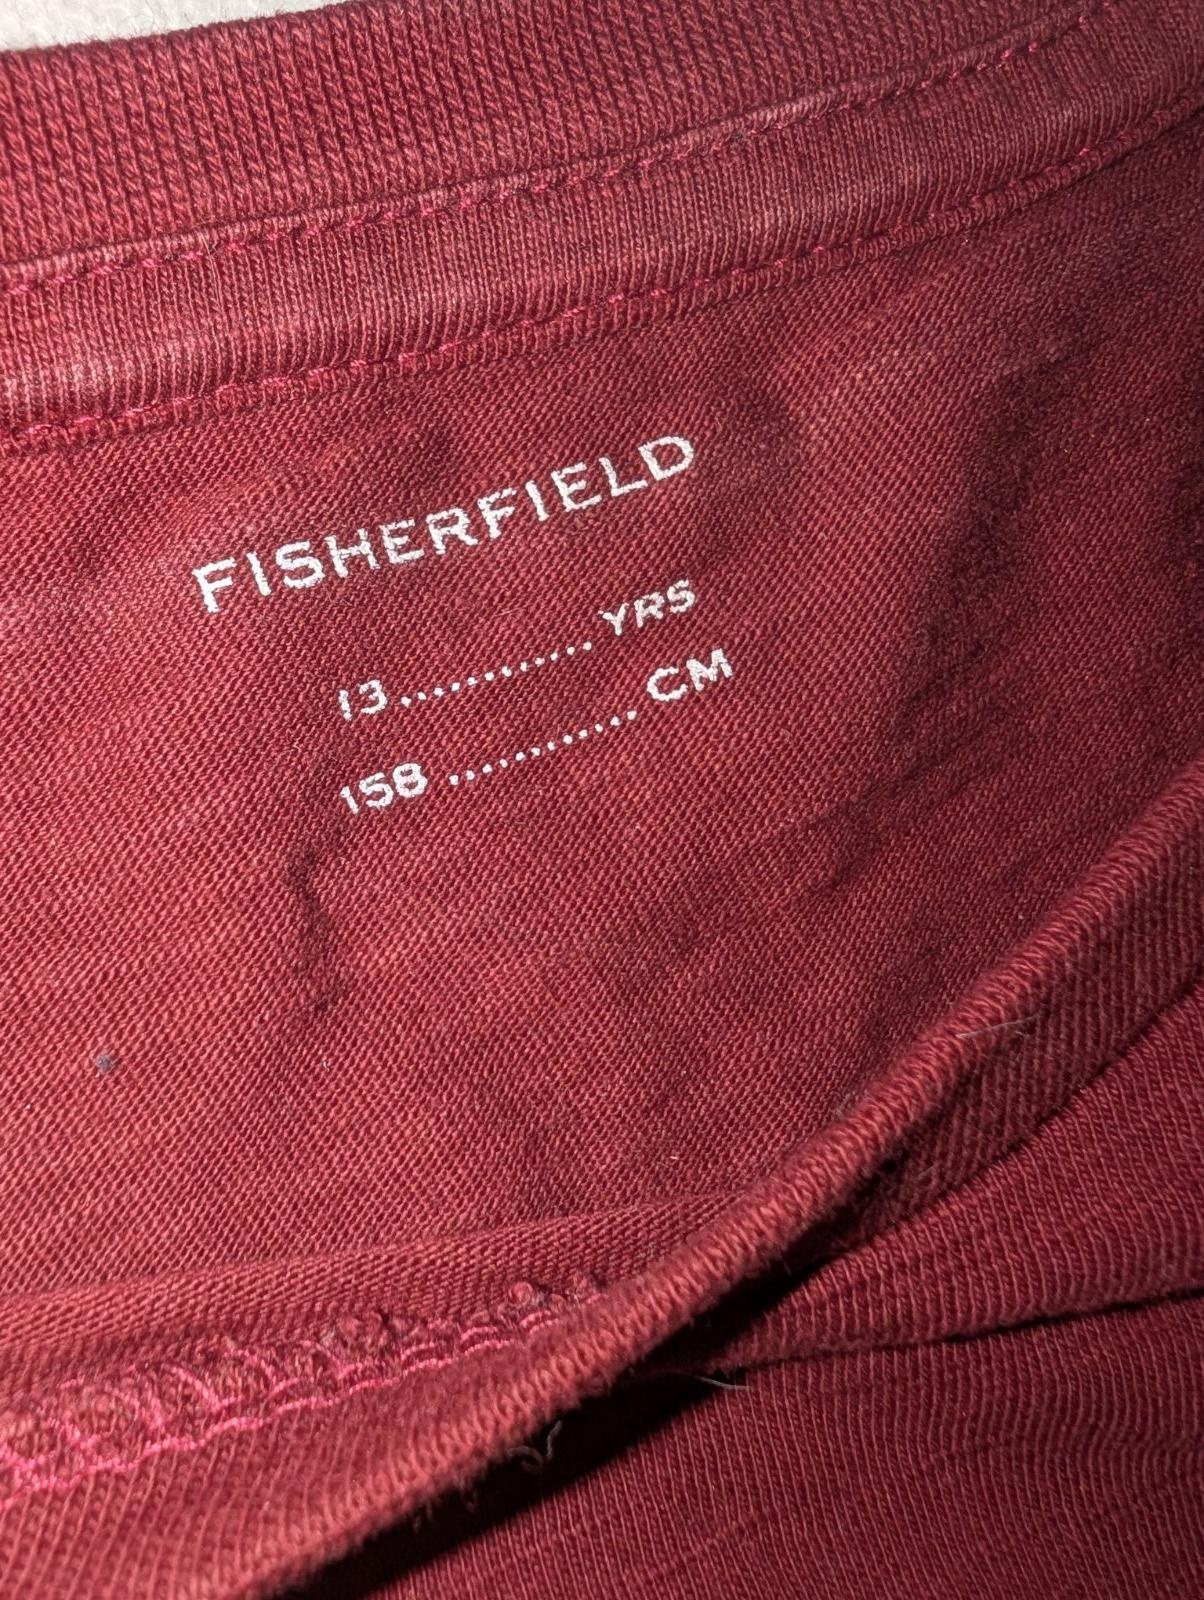 FISHERFIELD
13............ YRS
158 ............ CM